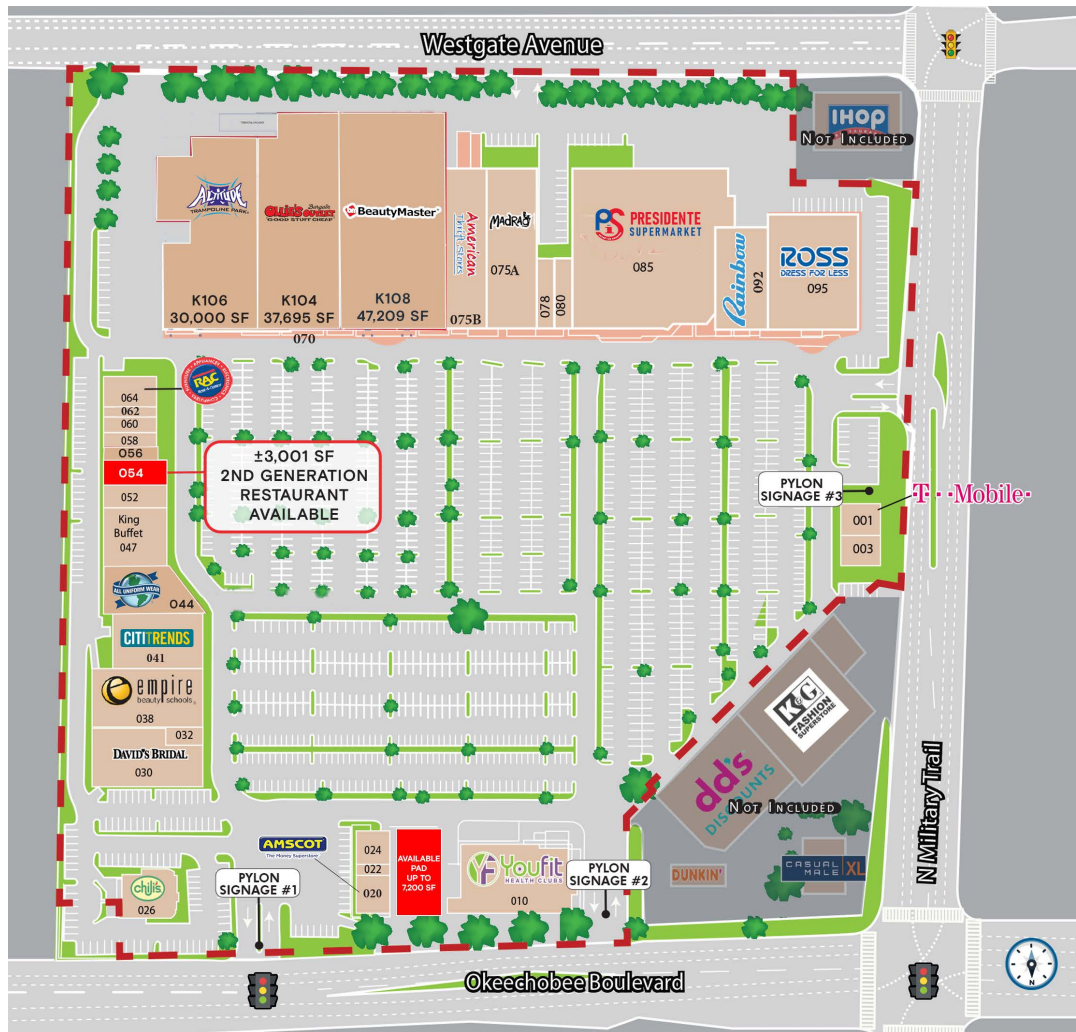 Westgate Avenue
IHOP
NOT INCLUDED
Altitude
TRAMPOLINE PARK
K106
30,000 SF
Ollie's Bargain OUTLET
"GOOD STUFF CHEAP"
K104
37,695 SF
BeautyMaster
K108
47,209 SF
070
American
Thrift Stores
075B
MADRAG
075A
078
080
PS
PRESIDENTE
SUPERMARKET
085
Rainbow
092
ROSS
DRESS FOR LESS
095
RAC
064
062
060
058
056
054
052
King
Buffet
047
±3,001 SF
2ND GENERATION
RESTAURANT
AVAILABLE
PYLON
SIGNAGE #3
T··Mobile·
001
003
ALL UNIFORM WEAR
044
CITITRENDS
041
empire
beauty schools
038
032
DAVID'S BRIDAL
030
K&G
FASHION
SUPERSTORE
dd's
DISCOUNTS
NOT INCLUDED
N Military Trail
chili's
026
PYLON
SIGNAGE #1
AMSCOT
The Money Superstore
024
022
020
AVAILABLE
PAD
UP TO
7,200 SF
YF Youfit
HEALTH CLUBS
010
PYLON
SIGNAGE #2
DUNKIN'
CASUAL
MALE XL
Okeechobee Boulevard
N